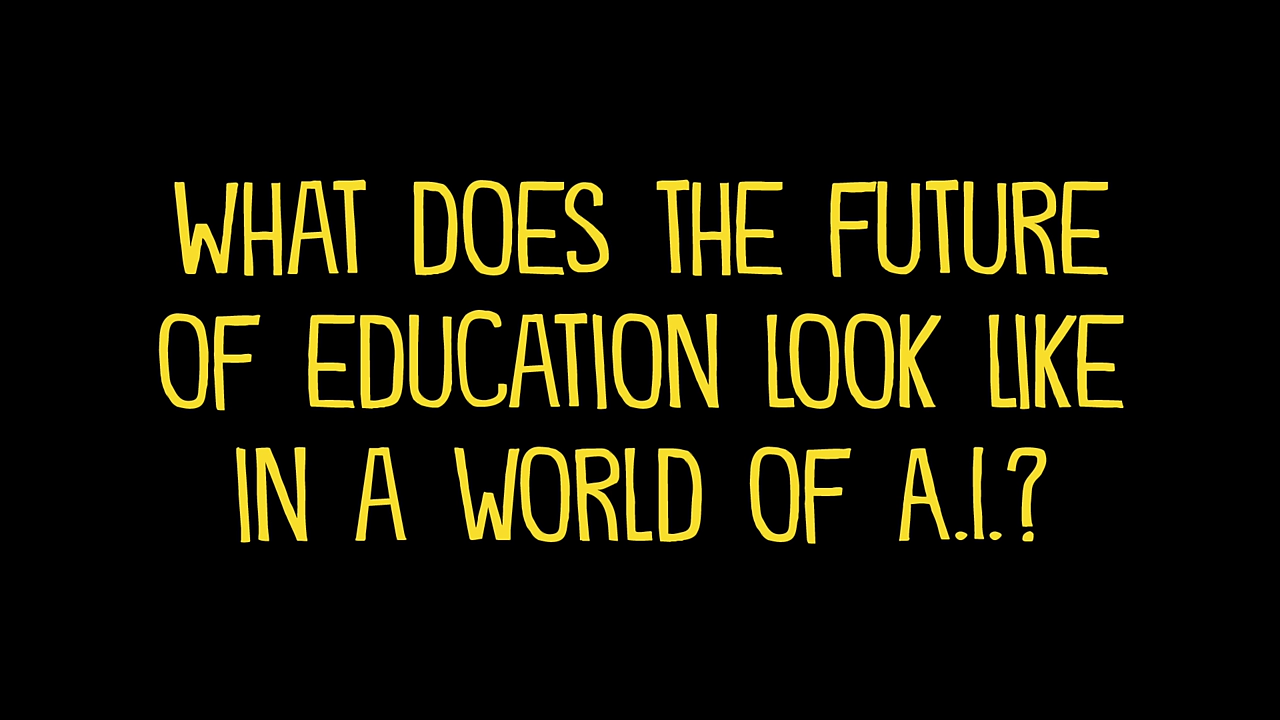 WHAT DOES THE FUTURE
OF EDUCATION LOOK LIKE
IN A WORLD OF A.I.?